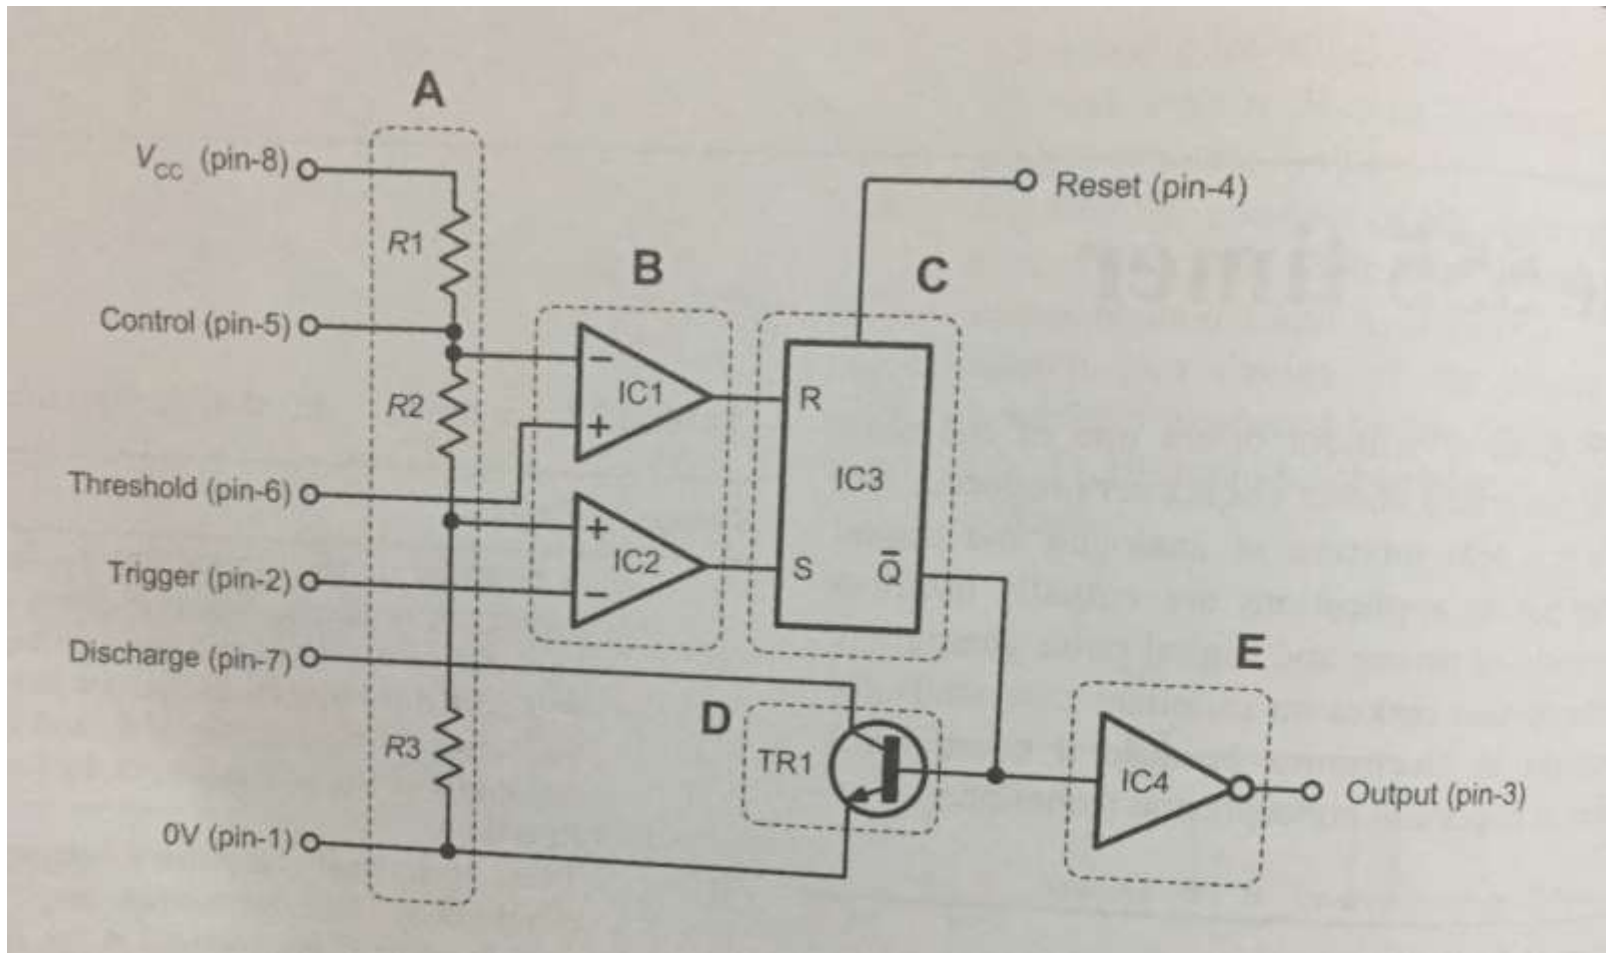 A
V_CC (pin-8)
R1
Reset (pin-4)
B
C
Control (pin-5)
−
IC1
+
R
R2
IC3
Threshold (pin-6)
+
IC2
−
S
Q̄
Trigger (pin-2)
Discharge (pin-7)
E
D
R3
TR1
IC4
Output (pin-3)
0V (pin-1)